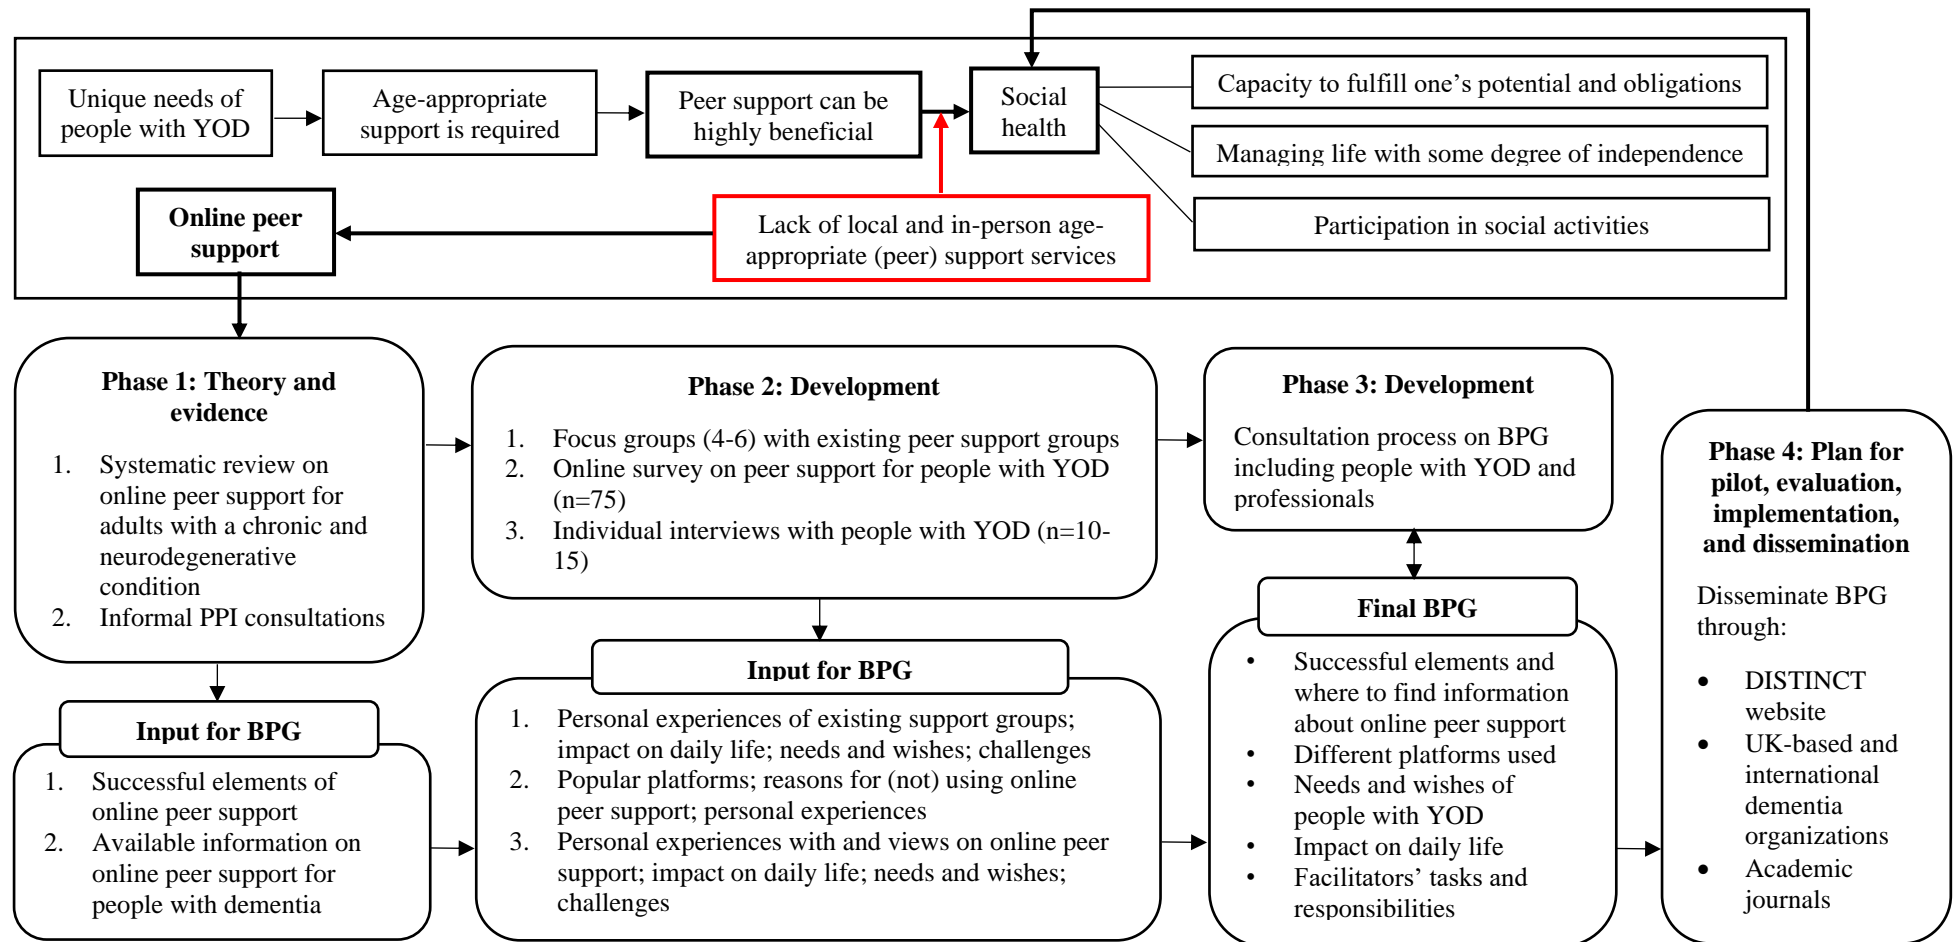 Unique needs of
people with YOD
Age-appropriate
support is required
Peer support can be
highly beneficial
Social
health
Capacity to fulfill one's potential and obligations
Managing life with some degree of independence
Participation in social activities
Online peer
support
Lack of local and in-person age-
appropriate (peer) support services
Phase 1: Theory and
evidence
1. Systematic review on
online peer support for
adults with a chronic and
neurodegenerative
condition
2. Informal PPI consultations
Phase 2: Development
1. Focus groups (4-6) with existing peer support groups
2. Online survey on peer support for people with YOD
(n=75)
3. Individual interviews with people with YOD (n=10-
15)
Phase 3: Development
Consultation process on BPG
including people with YOD and
professionals
Phase 4: Plan for
pilot, evaluation,
implementation,
and dissemination
Disseminate BPG
through:
• DISTINCT
website
• UK-based and
international
dementia
organizations
• Academic
journals
Input for BPG
1. Successful elements of
online peer support
2. Available information on
online peer support for
people with dementia
Input for BPG
1. Personal experiences of existing support groups;
impact on daily life; needs and wishes; challenges
2. Popular platforms; reasons for (not) using online
peer support; personal experiences
3. Personal experiences with and views on online peer
support; impact on daily life; needs and wishes;
challenges
Final BPG
• Successful elements and
where to find information
about online peer support
• Different platforms used
• Needs and wishes of
people with YOD
• Impact on daily life
• Facilitators' tasks and
responsibilities